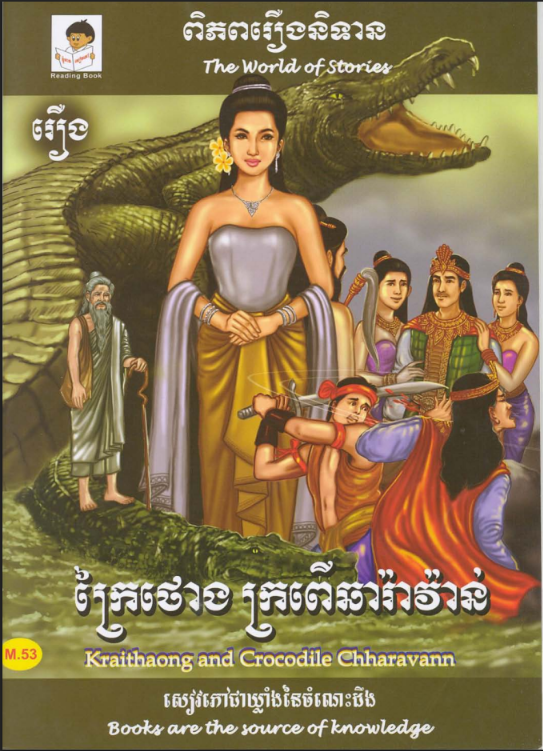 ពិភពរឿងនិទាន
The World of Stories
Reading Book
រឿង
ក្រៃថោង ក្រពើឆារ៉ាវ៉ាន់
M.53
Kraithaong and Crocodile Chharavann
សៀវភៅជាឃ្លាំងនៃចំណេះដឹង
Books are the source of knowledge